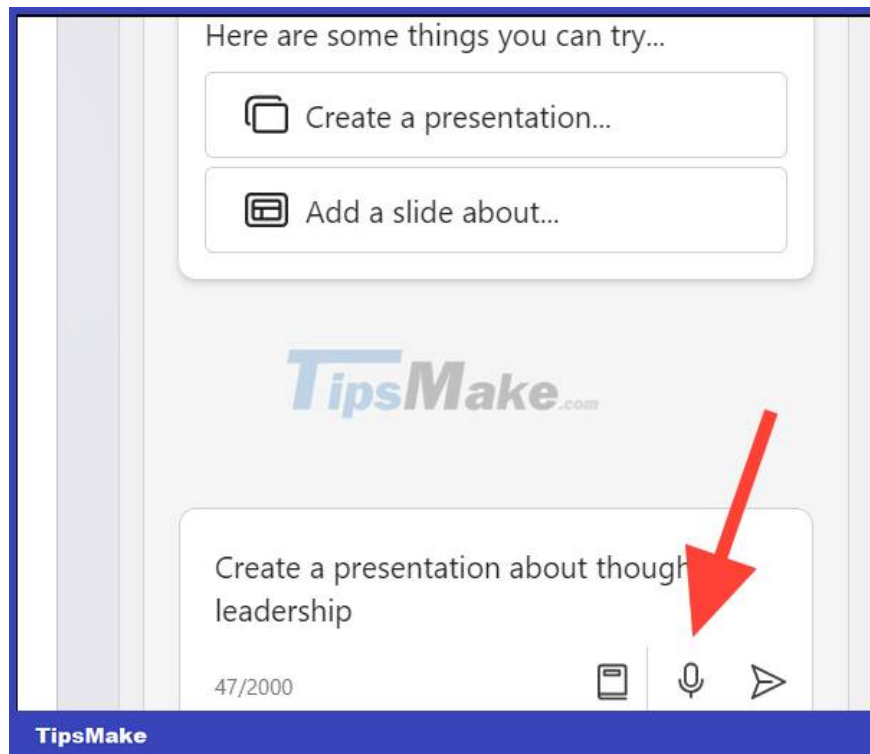 Here are some things you can try...
Create a presentation...
Add a slide about...
TipsMake.com
Create a presentation about though
leadership
47/2000
TipsMake